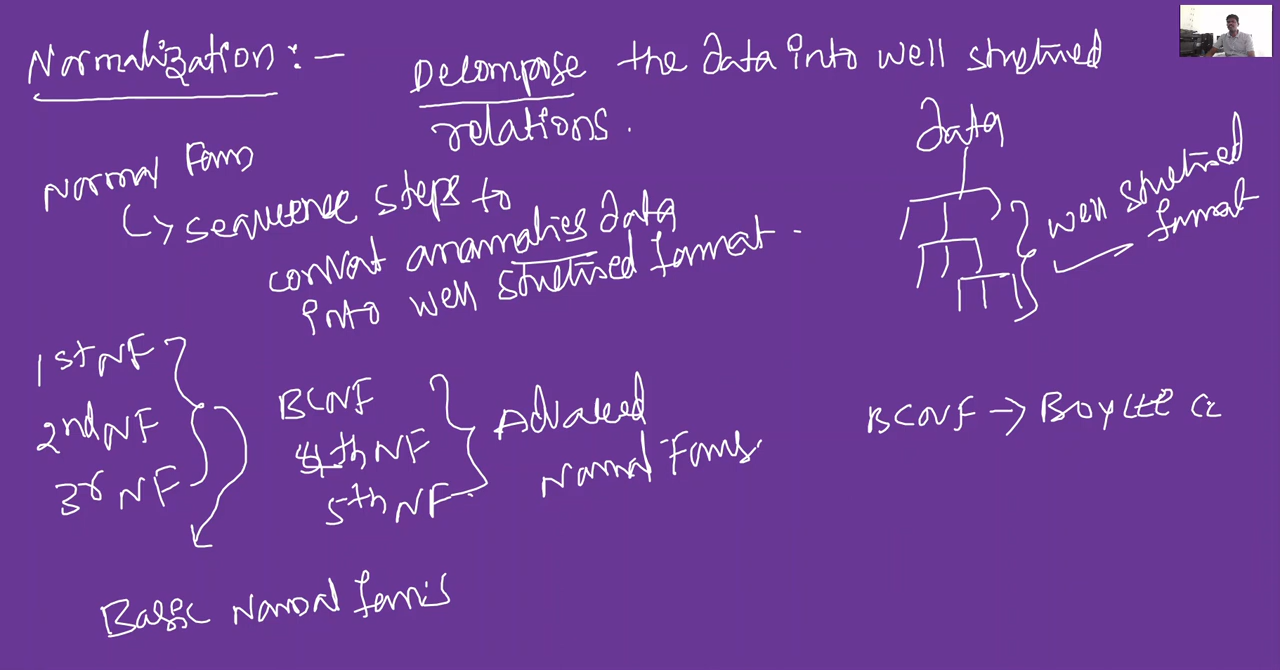 Normalization :-
Decompose the data into well structured
relations.
Normal Forms
↳ sequence steps to
convert anamalies data
into well structured format.
data
well structured
format
1st NF
2nd NF
3r NF
Basic Normal forms
BCNF
4th NF
5th NF
Advanced
Normal Forms.
BCNF → Boyce